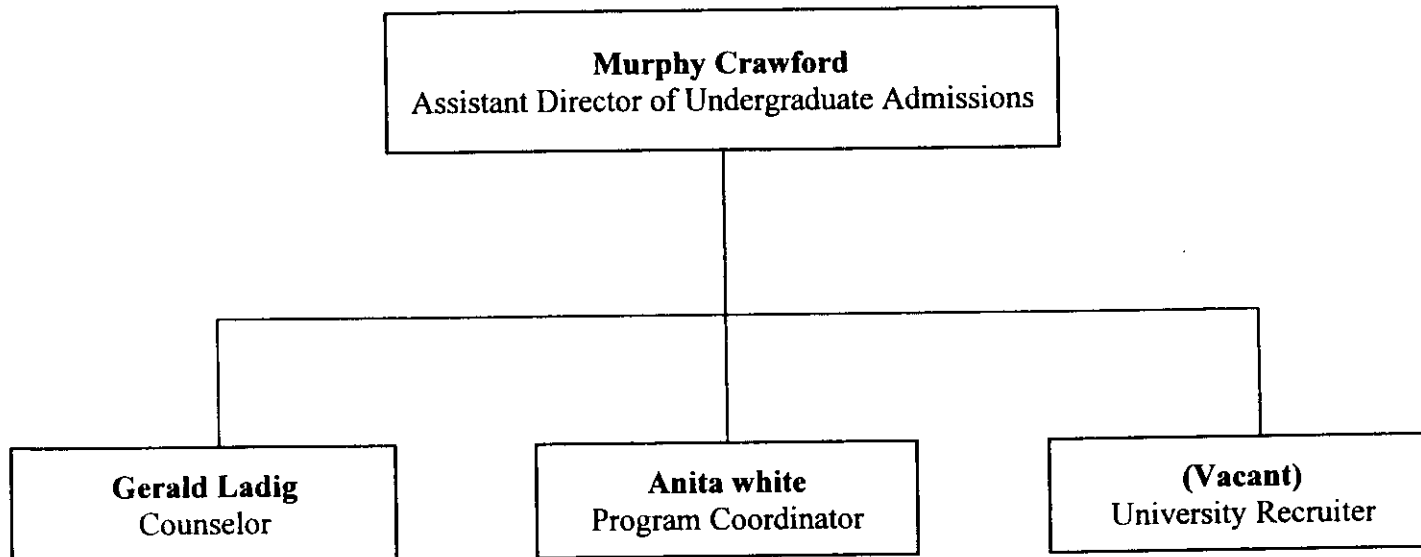 Murphy Crawford
Assistant Director of Undergraduate Admissions
Gerald Ladig
Counselor
Anita white
Program Coordinator
(Vacant)
University Recruiter